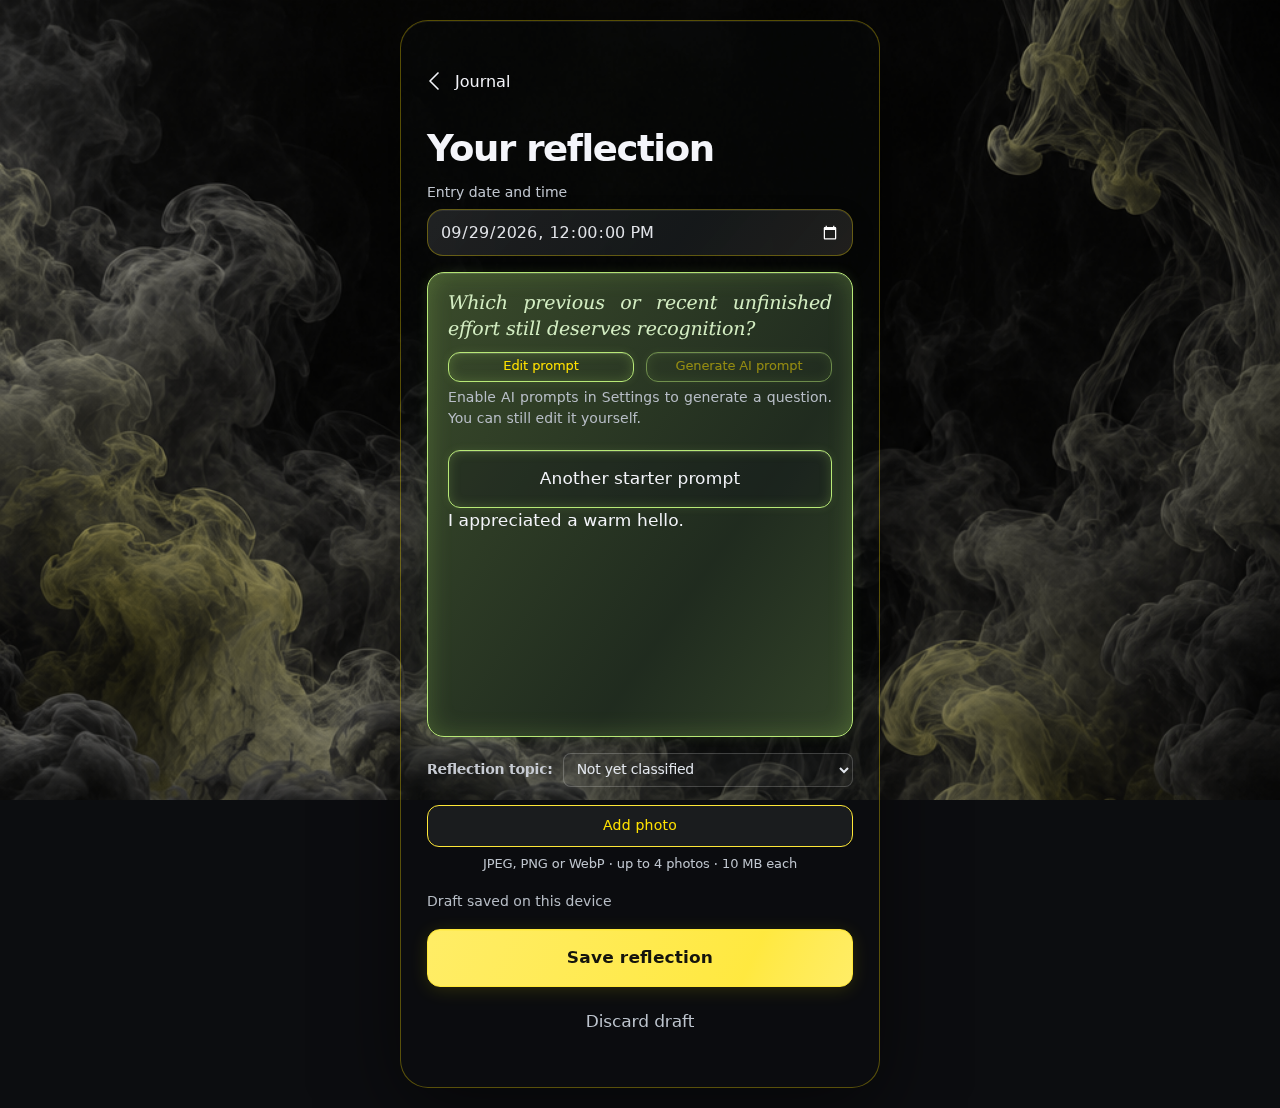 Journal
Your reflection
Entry date and time
09/29/2026, 12:00:00 PM
Which previous or recent unfinished
effort still deserves recognition?
Edit prompt
Generate AI prompt
Enable AI prompts in Settings to generate a question.
You can still edit it yourself.
Another starter prompt
I appreciated a warm hello.
Reflection topic: Not yet classified
Add photo
JPEG, PNG or WebP · up to 4 photos · 10 MB each
Draft saved on this device
Save reflection
Discard draft